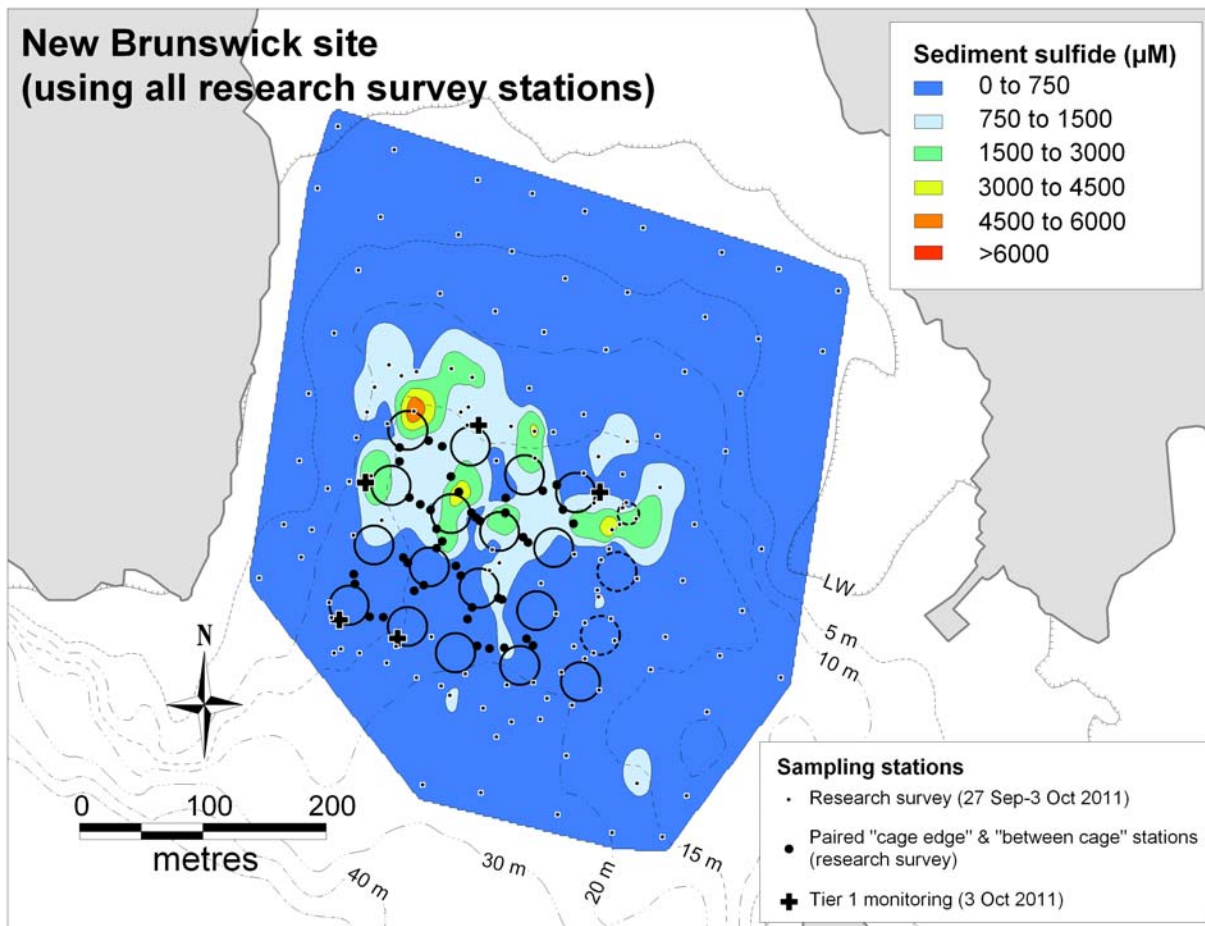 New Brunswick site
(using all research survey stations)
Sediment sulfide (µM)
0 to 750
750 to 1500
1500 to 3000
3000 to 4500
4500 to 6000
>6000
LW
5 m
10 m
15 m
20 m
30 m
40 m
N
0 100 200
metres
Sampling stations
Research survey (27 Sep-3 Oct 2011)
Paired "cage edge" & "between cage" stations
(research survey)
Tier 1 monitoring (3 Oct 2011)